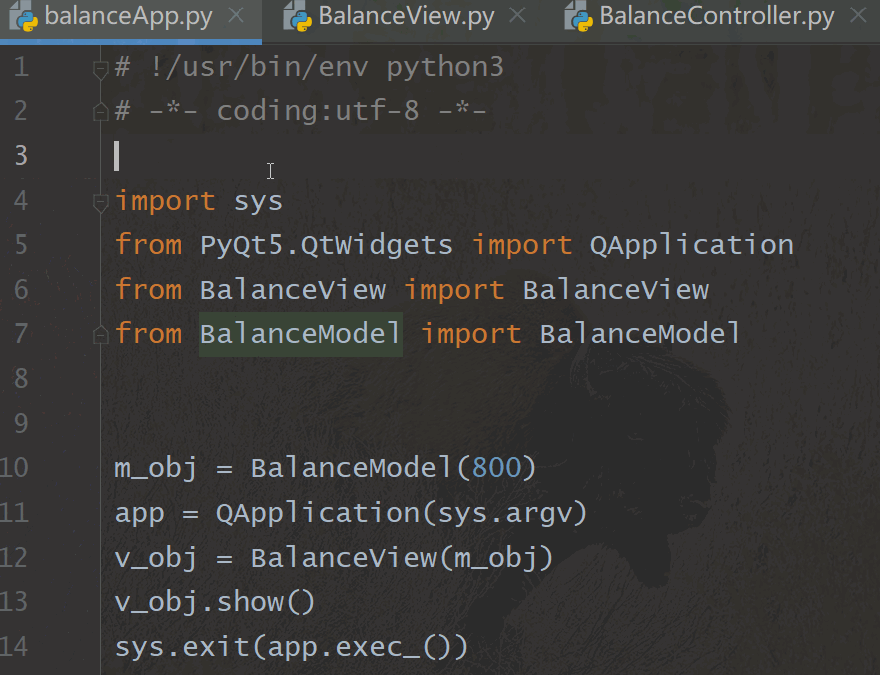 balanceApp.py BalanceView.py BalanceController.py
1 # !/usr/bin/env python3
2 # -*- coding:utf-8 -*-
3
4 import sys
5 from PyQt5.QtWidgets import QApplication
6 from BalanceView import BalanceView
7 from BalanceModel import BalanceModel
8
9
10 m_obj = BalanceModel(800)
11 app = QApplication(sys.argv)
12 v_obj = BalanceView(m_obj)
13 v_obj.show()
14 sys.exit(app.exec_())